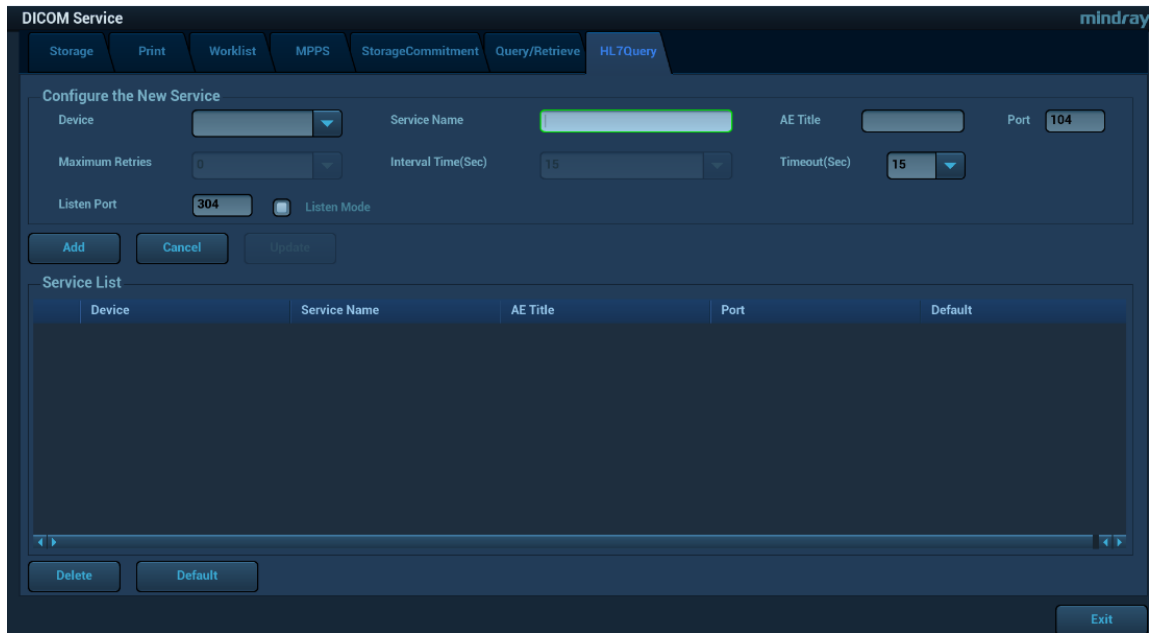 DICOM Service mindray
Storage Print Worklist MPPS StorageCommitment Query/Retrieve HL7Query
Configure the New Service
Device Service Name AE Title Port 104
Maximum Retries 0 Interval Time(Sec) 15 Timeout(Sec) 15
Listen Port 304 Listen Mode
Add Cancel Update
Service List
Device Service Name AE Title Port Default
Delete Default
Exit